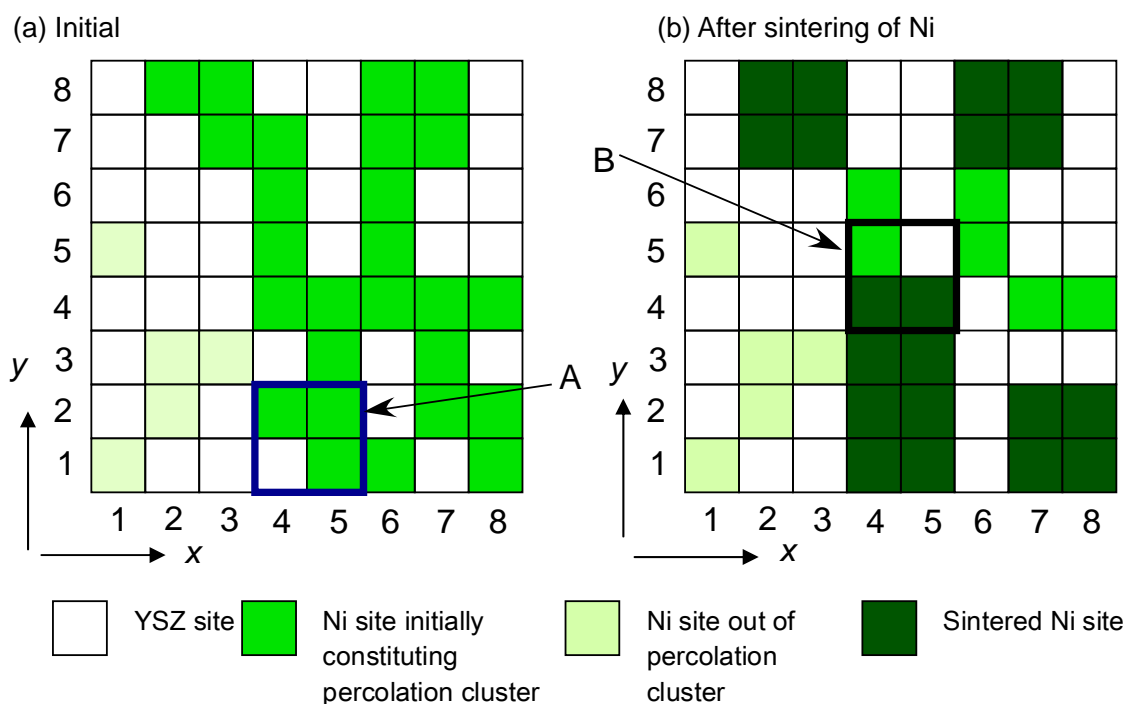 (a) Initial
(b) After sintering of Ni
8
7
6
5
4
3
2
1
y
1 2 3 4 5 6 7 8
x
A
8
7
6
5
4
3
2
1
y
1 2 3 4 5 6 7 8
x
B
YSZ site
Ni site initially
constituting
percolation cluster
Ni site out of
percolation
cluster
Sintered Ni site